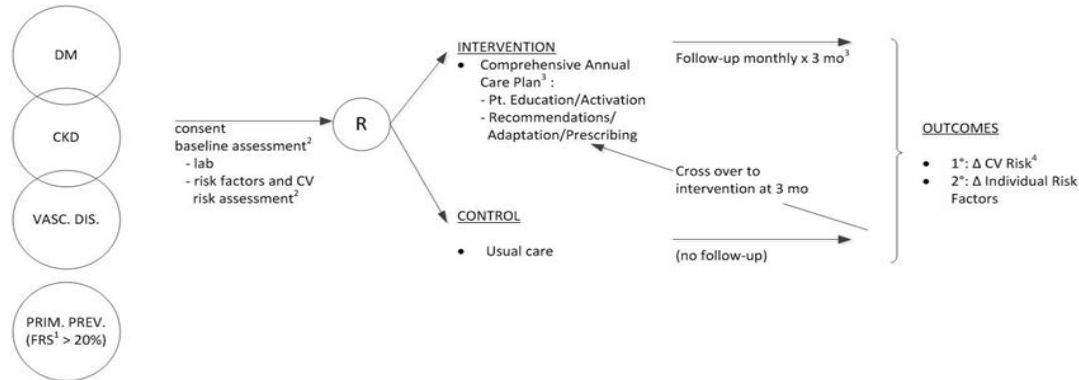 DM
CKD
VASC. DIS.
PRIM. PREV.
(FRS¹ > 20%)
consent
baseline assessment²
- lab
- risk factors and CV
risk assessment²
R
INTERVENTION
• Comprehensive Annual
Care Plan³ :
- Pt. Education/Activation
- Recommendations/
Adaptation/Prescribing
Follow-up monthly x 3 mo³
Cross over to
intervention at 3 mo
CONTROL
• Usual care
(no follow-up)
OUTCOMES
• 1°: Δ CV Risk⁴
• 2°: Δ Individual Risk
Factors